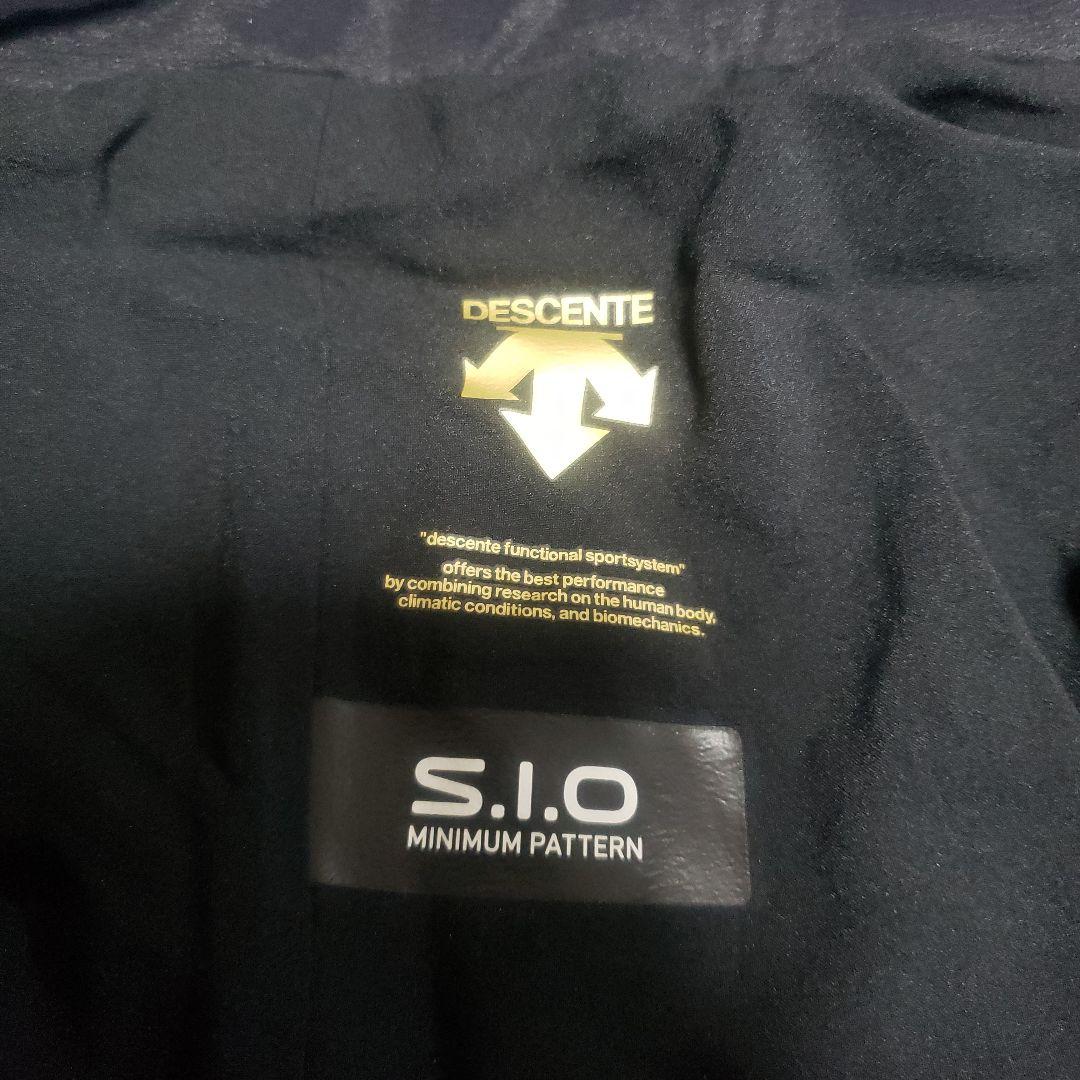 DESCENTE
"descente functional sportsystem"
offers the best performance
by combining research on the human body,
climatic conditions, and biomechanics.
S.I.O
MINIMUM PATTERN